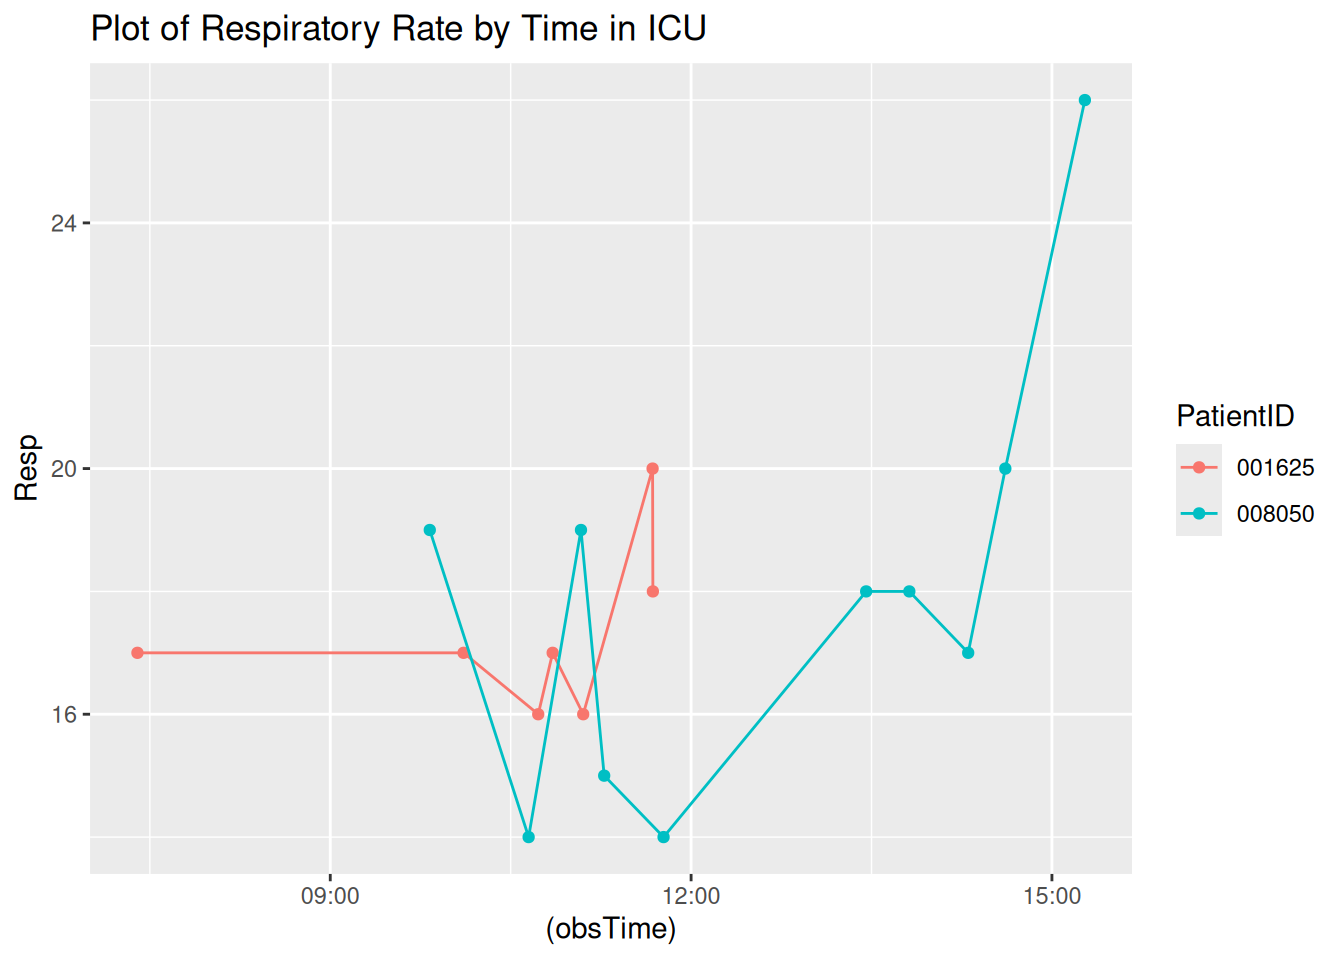 Plot of Respiratory Rate by Time in ICU
24
20
16
Resp
09:00
12:00
15:00
(obsTime)
PatientID
001625
008050